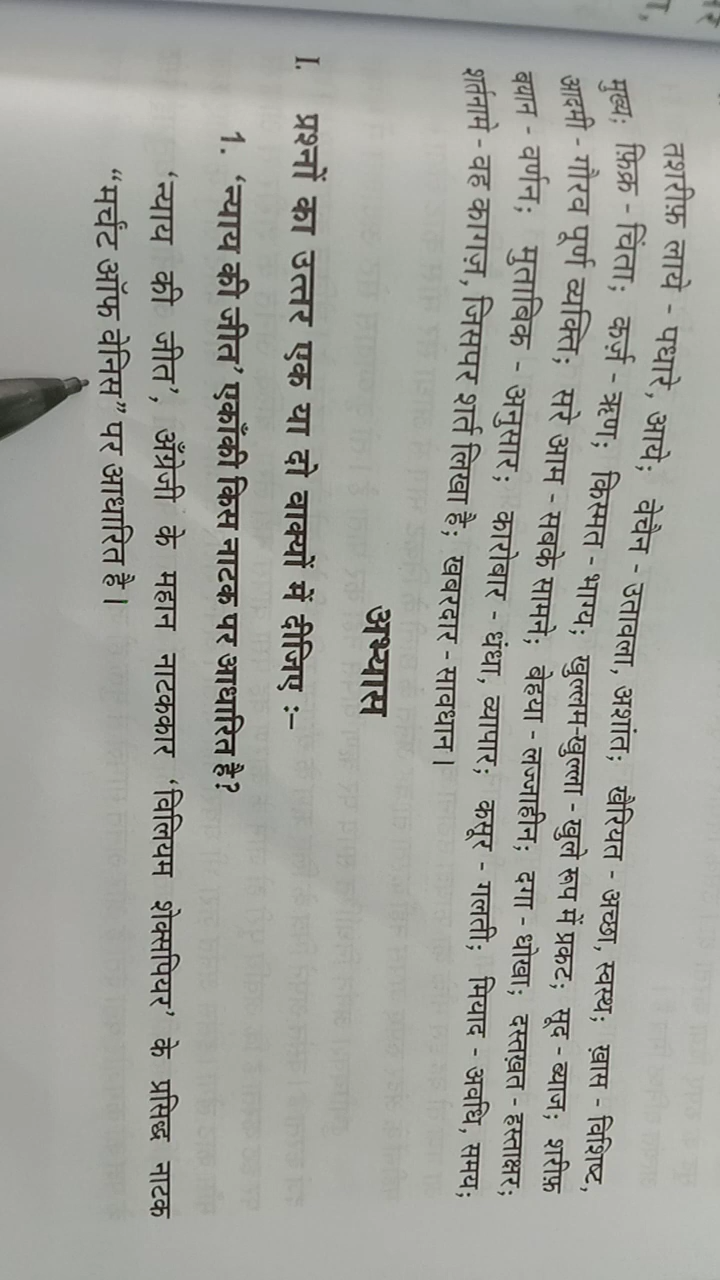 तशरीफ़ लाये - पधारे, आये; बेचैन - उतावला, अशांत; खैरियत - अच्छा, स्वस्थ; ख़ास - विशिष्ट,
मुख्य; फ़िक्र - चिंता; कर्ज़ - ऋण; किस्मत - भाग्य; खुल्लम-खुल्ला - खुले रूप में प्रकट; सूद - ब्याज; शरीफ़
आदमी - गौरव पूर्ण व्यक्ति; सरे आम - सबके सामने; बेहया - लज्जाहीन; दगा - धोखा; दस्तख़त - हस्ताक्षर;
बयान - वर्णन; मुताबिक - अनुसार; कारोबार - धंधा, व्यापार; कसूर - गलती; मियाद - अवधि, समय;
शर्तनामे - वह कागज़, जिसपर शर्त लिखा है; खबरदार - सावधान।
अभ्यास
I. प्रश्नों का उत्तर एक या दो वाक्यों में दीजिए :-
1. 'न्याय की जीत' एकाँकी किस नाटक पर आधारित है?
'न्याय की जीत', अँग्रेजी के महान नाटककार 'विलियम शेक्सपियर' के प्रसिद्ध नाटक
"मर्चंट ऑफ वेनिस" पर आधारित है।